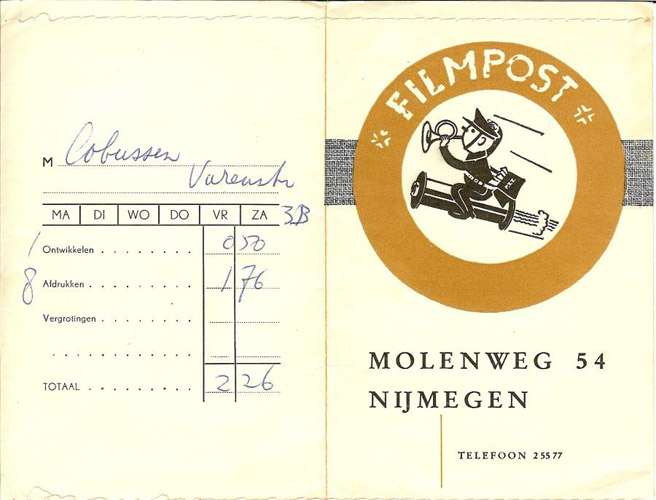 M Cobussen
Varenstr
MA DI WO DO VR ZA 3B
1 Ontwikkelen . . . . . . . . . 0 50
8 Afdrukken . . . . . . . . . . 1 76
Vergrotingen . . . . . . . . .
TOTAAL . . . . . . . . . 2 26
FILMPOST
MOLENWEG 54
NIJMEGEN
TELEFOON 25577